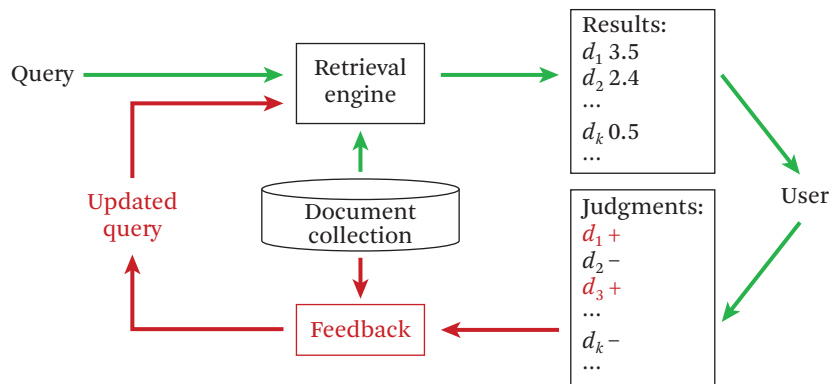 Query
Retrieval
engine
Results:
d₁ 3.5
d₂ 2.4
...
dₖ 0.5
...
User
Updated
query
Document
collection
Judgments:
d₁ +
d₂ −
d₃ +
...
dₖ −
...
Feedback